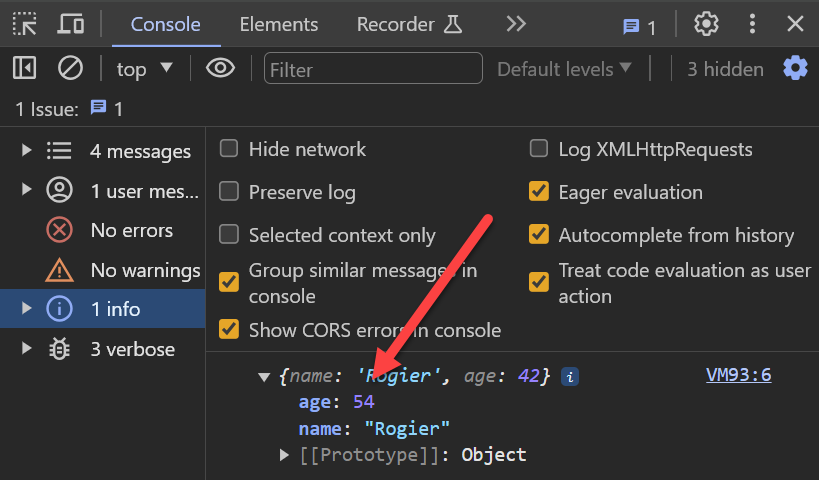 Console Elements Recorder 1
top Filter Default levels 3 hidden
1 Issue: 1
4 messages
1 user mes...
No errors
No warnings
1 info
3 verbose
Hide network
Log XMLHttpRequests
Preserve log
Eager evaluation
Selected context only
Autocomplete from history
Group similar messages in
console
Treat code evaluation as user
action
Show CORS errors in console
{name: 'Rogier', age: 42} i VM93:6
age: 54
name: "Rogier"
[[Prototype]]: Object